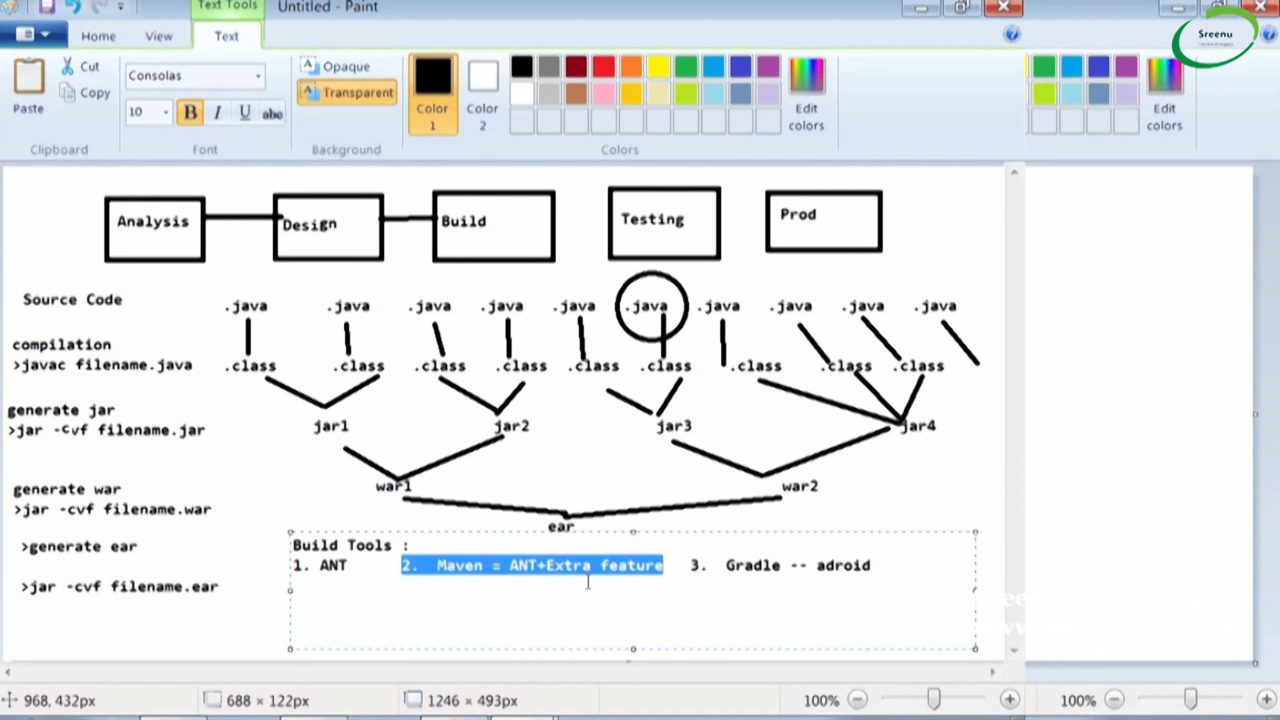 Text Tools Untitled - Paint
Home View Text
Sreenu
Paste Cut Copy
Consolas
10 B I U abc
Opaque
Transparent
Color 1 Color 2
Edit colors
Edit colors
Clipboard Font Background Colors
Analysis Design Build Testing Prod
Source Code .java .java .java .java .java .java .java .java .java .java
compilation
>javac filename.java .class .class .class .class .class .class .class .class .class
generate jar
>jar -cvf filename.jar jar1 jar2 jar3 jar4
generate war war1 war2
>jar -cvf filename.war
ear
>generate ear Build Tools :
1. ANT 2. Maven = ANT+Extra feature 3. Gradle -- adroid
>jar -cvf filename.ear
968, 432px 688 × 122px 1246 × 493px 100% 100%